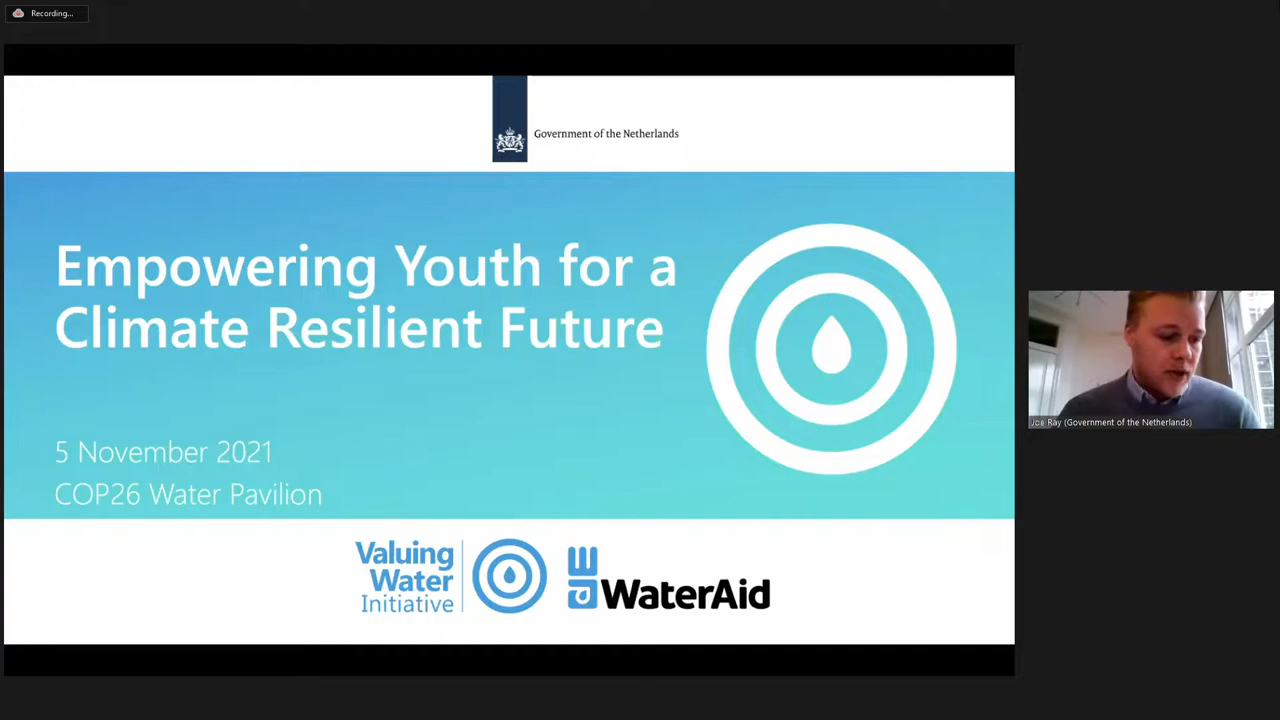 Recording...
Government of the Netherlands
Empowering Youth for a
Climate Resilient Future
5 November 2021
COP26 Water Pavilion
Valuing
Water
Initiative
WaterAid
Joe Ray (Government of the Netherlands)